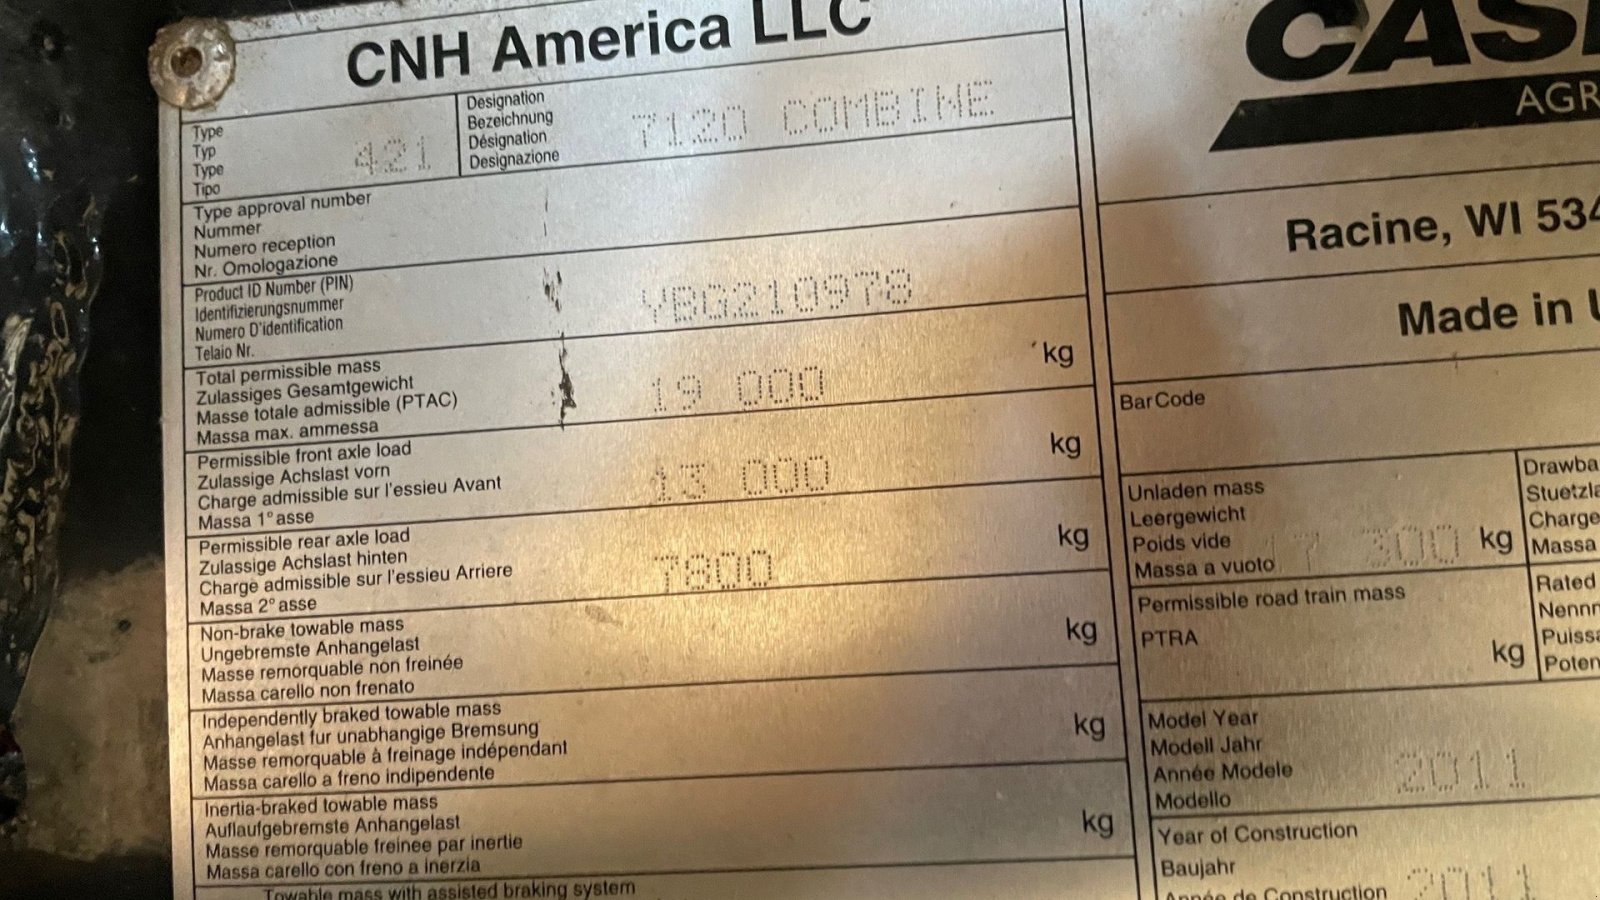 CNH America LLC
Type
Typ
Type
Tipo
421
Designation
Bezeichnung
Désignation
Designazione
7120 COMBINE
Type approval number
Nummer
Numero reception
Nr. Omologazione
Product ID Number (PIN)
Identifizierungsnummer
Numero D'identification
Telaio Nr.
YBG210978
Total permissible mass
Zulassiges Gesamtgewicht
Masse totale admissible (PTAC)
Massa max. ammessa
19 000 kg
Permissible front axle load
Zulassige Achslast vorn
Charge admissible sur l'essieu Avant
Massa 1° asse
13 000 kg
Permissible rear axle load
Zulassige Achslast hinten
Charge admissible sur l'essieu Arriere
Massa 2° asse
7800 kg
Non-brake towable mass
Ungebremste Anhangelast
Masse remorquable non freinée
Massa carello non frenato
kg
Independently braked towable mass
Anhangelast fur unabhangige Bremsung
Masse remorquable à freinage indépendant
Massa carello a freno indipendente
kg
Inertia-braked towable mass
Auflaufgebremste Anhangelast
Masse remorquable freinee par inertie
Massa carello con freno a inerzia
kg
Towable mass with assisted braking system
CAS
AGR
Racine, WI 534
Made in U
BarCode
Unladen mass
Leergewicht
Poids vide
Massa a vuoto
17 300 kg
Drawba
Stuetzla
Charge
Massa
Permissible road train mass
PTRA
kg
Rated
Nennn
Puissa
Poten
Model Year
Modell Jahr
Année Modele
Modello
2011
Year of Construction
Baujahr
Année de Construction
2011